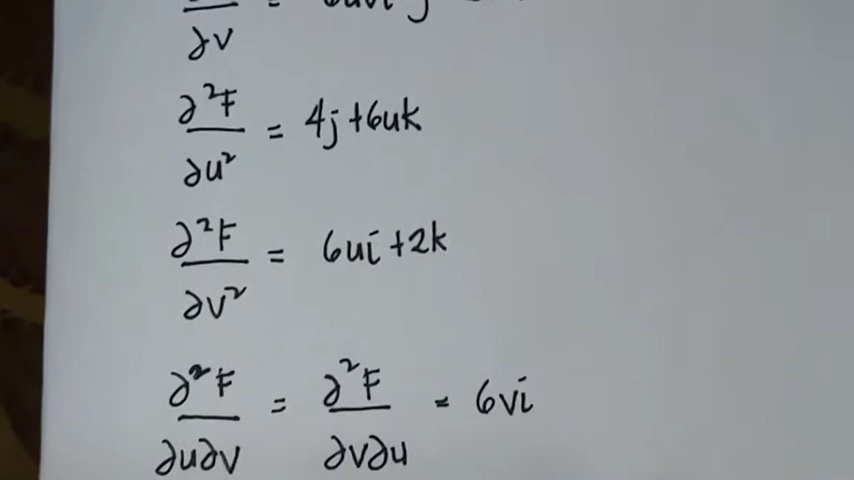 ∂v
∂²F/∂u² = 4j+6uk
∂²F/∂v² = 6ui+2k
∂²F/∂u∂v = ∂²F/∂v∂u = 6vi